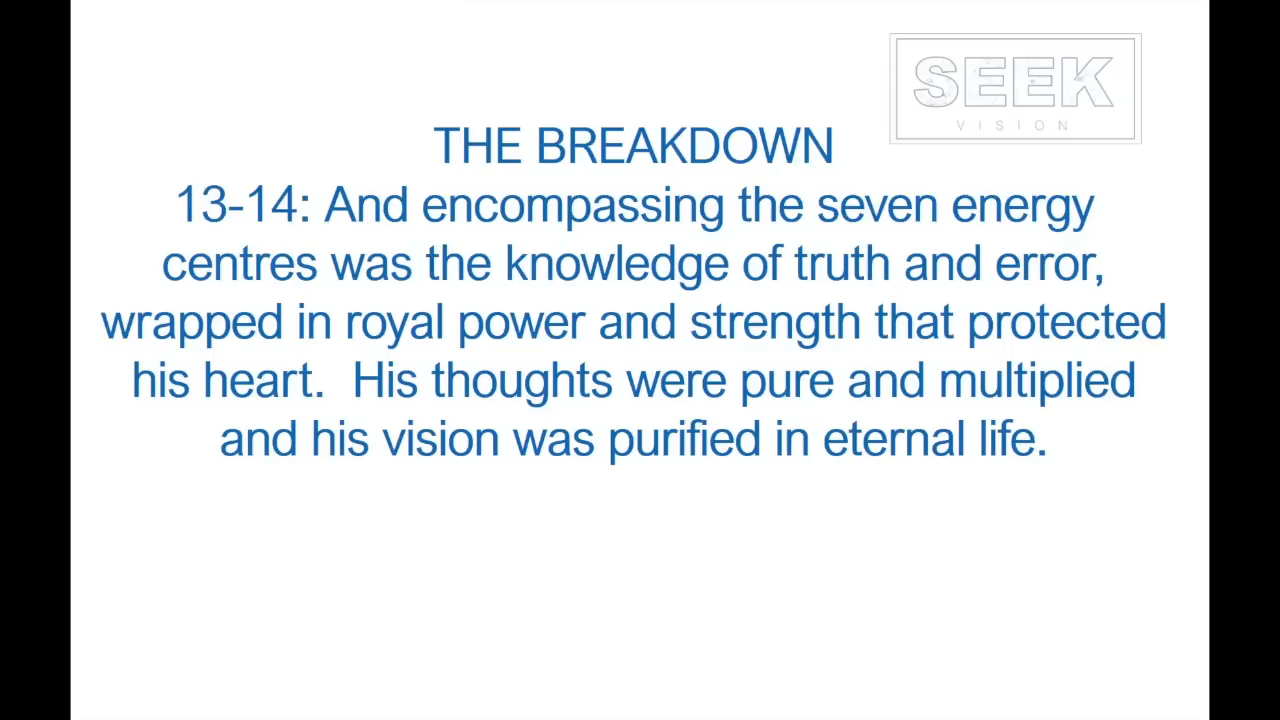 SEEK
VISION
THE BREAKDOWN
13-14: And encompassing the seven energy
centres was the knowledge of truth and error,
wrapped in royal power and strength that protected
his heart.  His thoughts were pure and multiplied
and his vision was purified in eternal life.